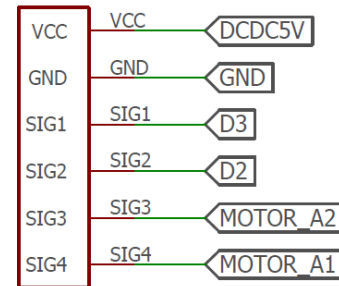 VCC VCC DCDC5V
GND GND GND
SIG1 SIG1 D3
SIG2 SIG2 D2
SIG3 SIG3 MOTOR_A2
SIG4 SIG4 MOTOR_A1